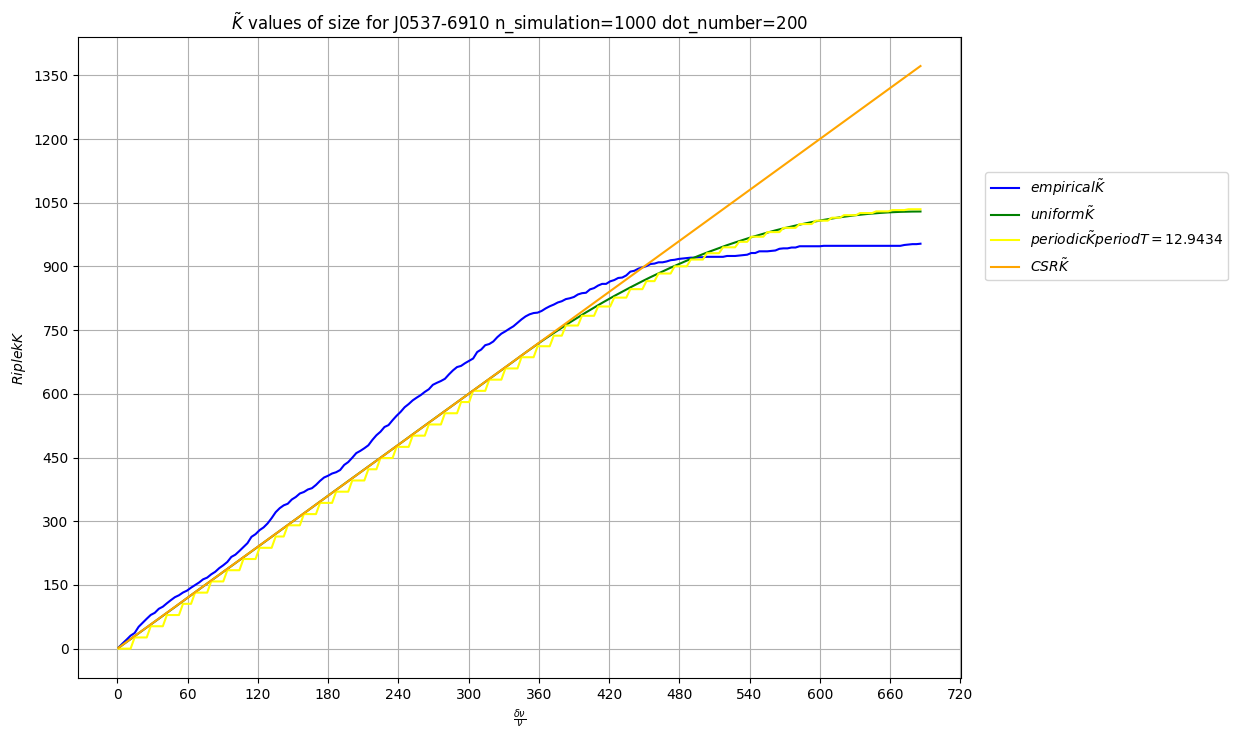 K̃ values of size for J0537-6910 n_simulation=1000 dot_number=200
1350
1200
1050
900
750
600
450
300
150
0
RiplekK
0 60 120 180 240 300 360 420 480 540 600 660 720
δν/ν
empiricalK̃
uniformK̃
periodicK̃periodT = 12.9434
CSRK̃